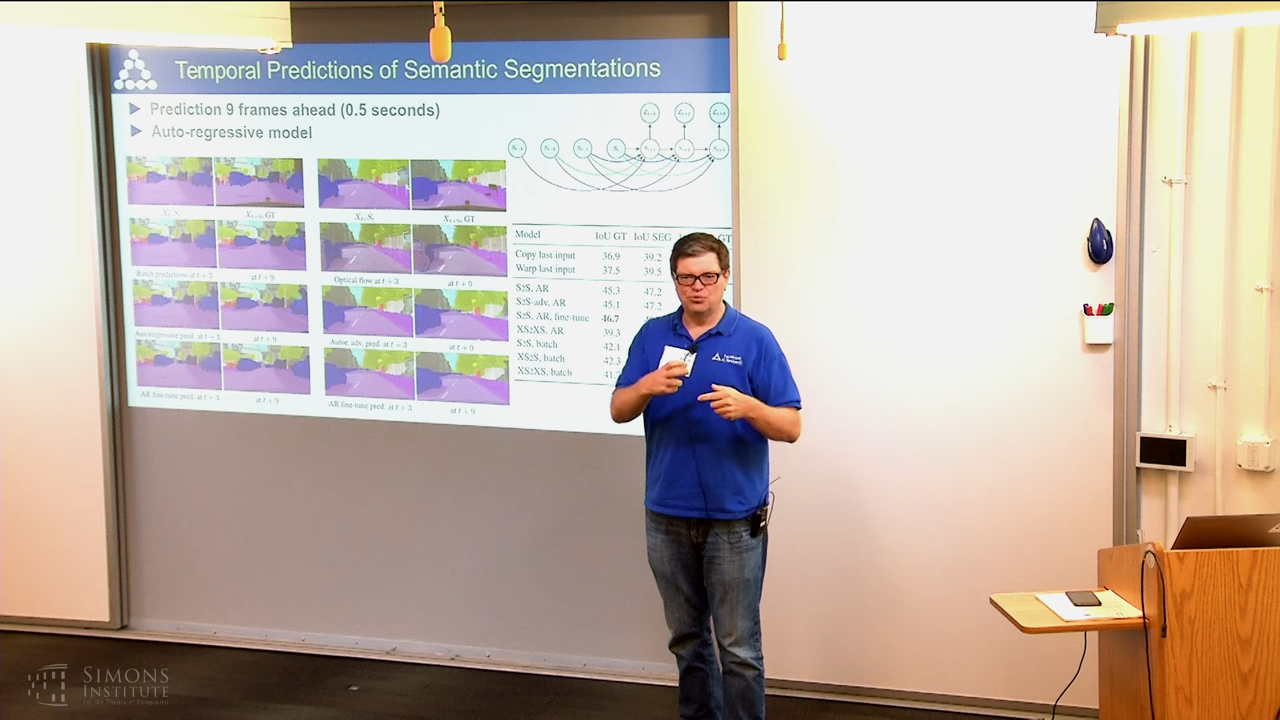 Temporal Predictions of Semantic Segmentations
Prediction 9 frames ahead (0.5 seconds)
Auto-regressive model
Batch predictions at t + 3
at t + 9
Optical flow at t + 3
at t + 9
Autoregressive pred. at t + 3
at t + 9
Autor. adv. pred. at t + 3
at t + 9
AR fine-tune pred. at t + 3
at t + 9
AR fine-tune pred. at t + 3
at t + 9
Model IoU GT IoU SEG GT
Copy last input 36.9 39.2
Warp last input 37.5 39.5
S2S, AR 45.3 47.2
S2S-adv, AR 45.1 47.2
S2S, AR, fine-tune 46.7
XS2XS, AR 39.3
S2S, batch 42.1
XS2S, batch 42.3
XS2XS, batch
SIMONS
INSTITUTE